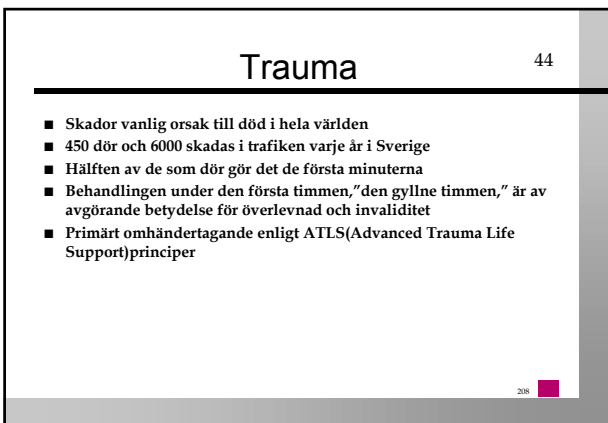 Trauma
44
■ Skador vanlig orsak till död i hela världen
■ 450 dör och 6000 skadas i trafiken varje år i Sverige
■ Hälften av de som dör gör det de första minuterna
■ Behandlingen under den första timmen,”den gyllne timmen,” är av
avgörande betydelse för överlevnad och invaliditet
■ Primärt omhändertagande enligt ATLS(Advanced Trauma Life
Support)principer
208